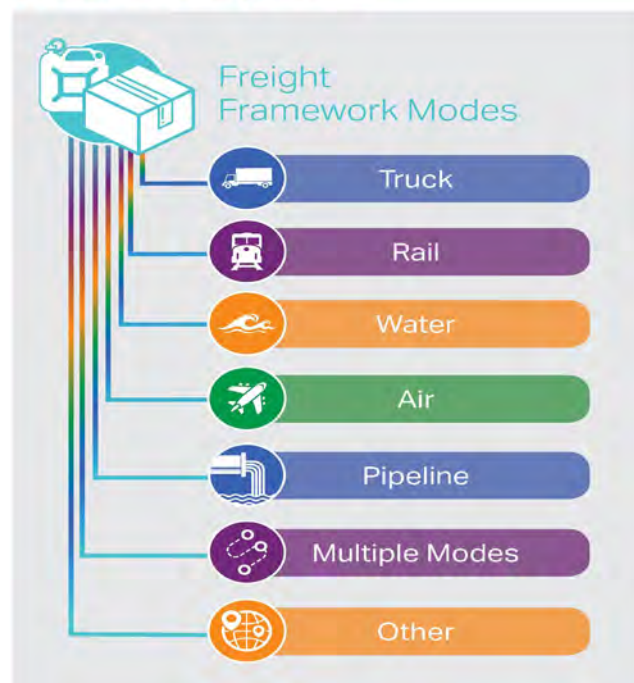 Freight
Framework Modes
Truck
Rail
Water
Air
Pipeline
Multiple Modes
Other